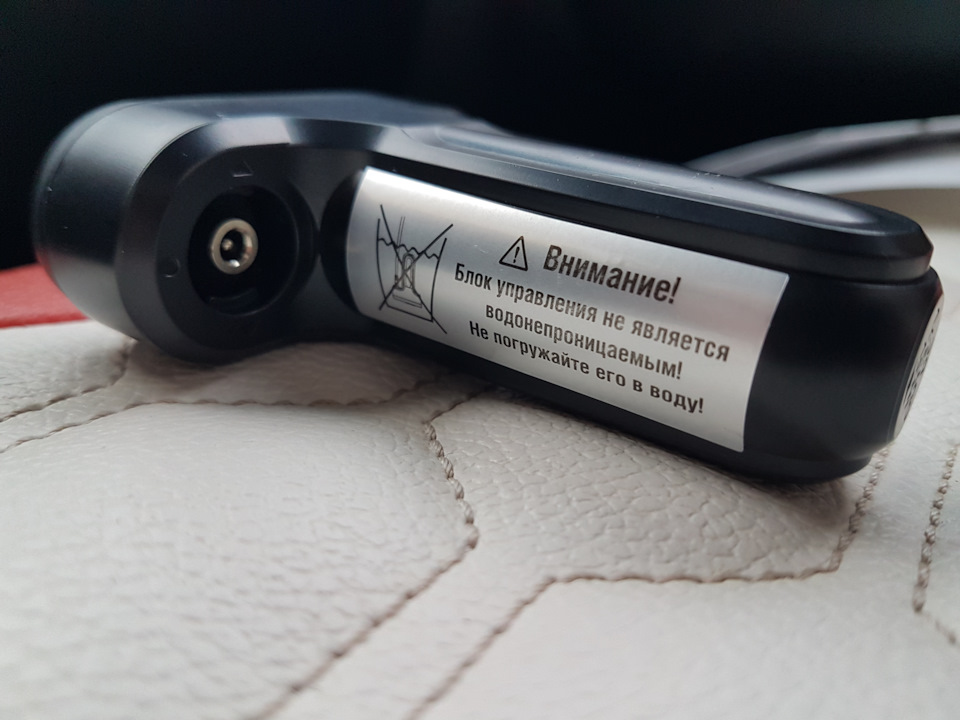 Внимание!
Блок управления не является
водонепроницаемым!
Не погружайте его в воду!